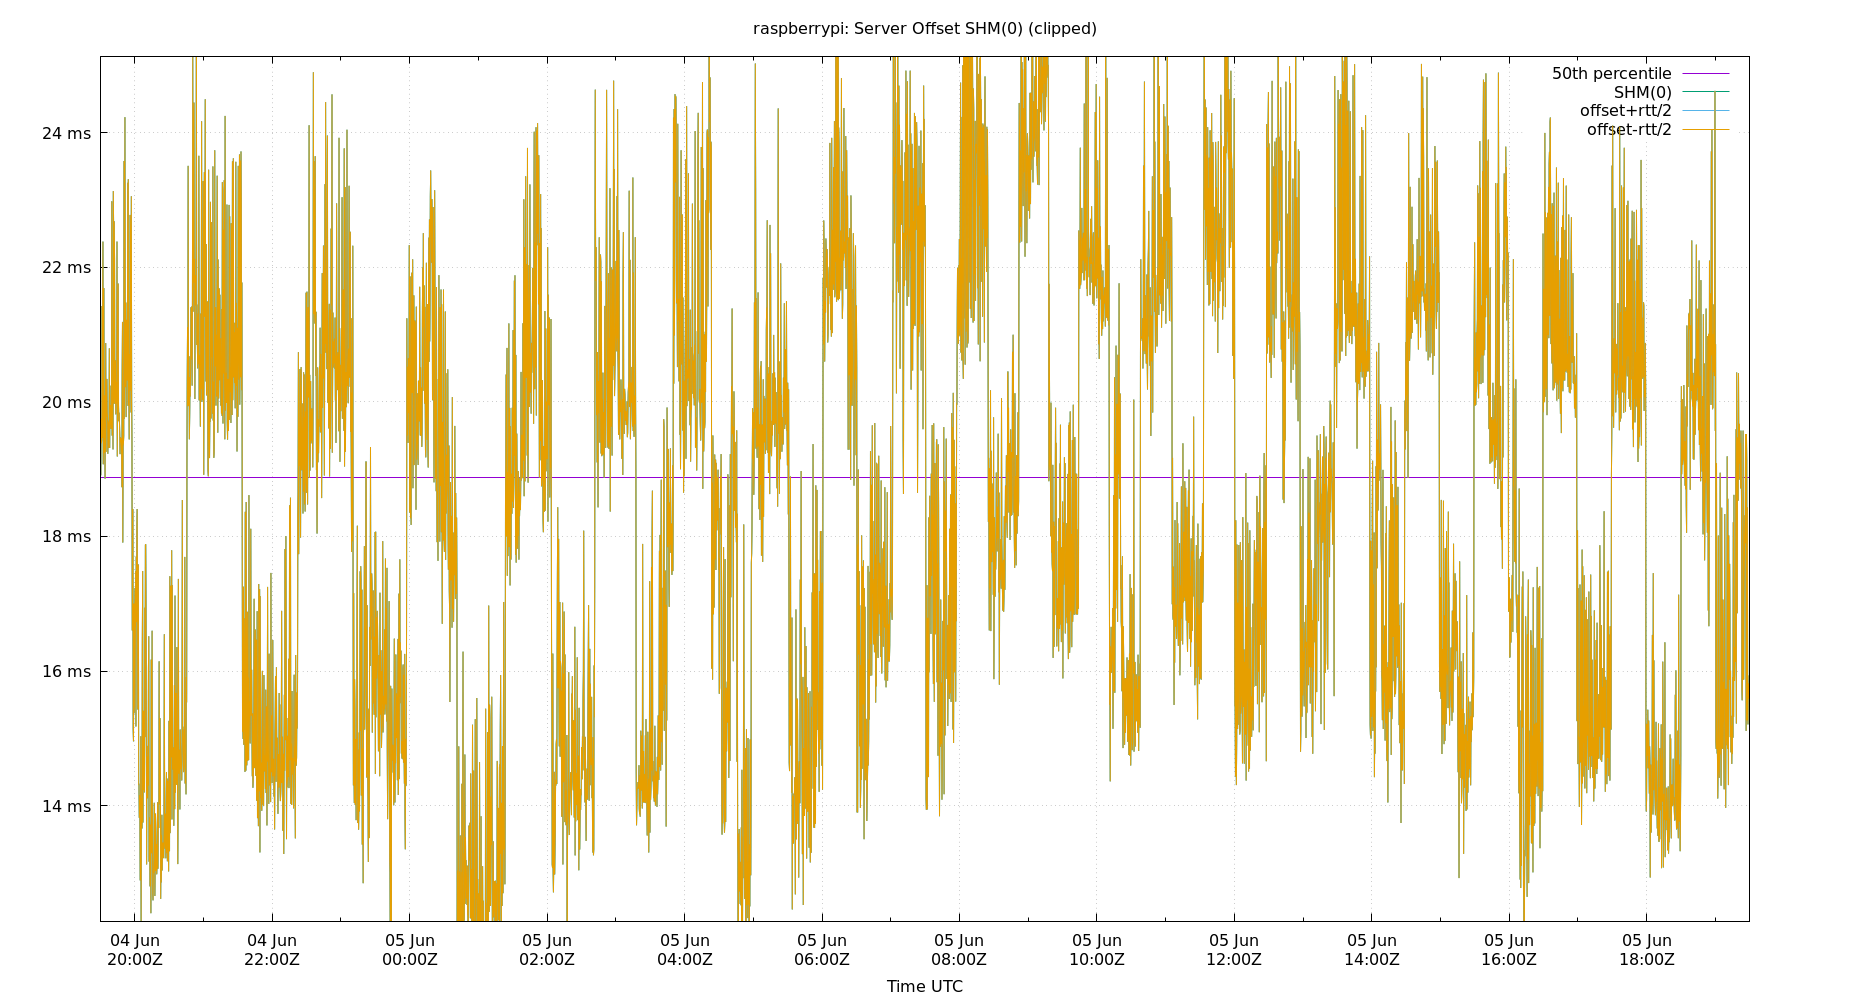 raspberrypi: Server Offset SHM(0) (clipped)
50th percentile
SHM(0)
offset+rtt/2
offset-rtt/2
24 ms
22 ms
20 ms
18 ms
16 ms
14 ms
04 Jun 04 Jun 05 Jun 05 Jun 05 Jun 05 Jun 05 Jun 05 Jun 05 Jun 05 Jun 05 Jun 05 Jun
20:00Z 22:00Z 00:00Z 02:00Z 04:00Z 06:00Z 08:00Z 10:00Z 12:00Z 14:00Z 16:00Z 18:00Z
Time UTC